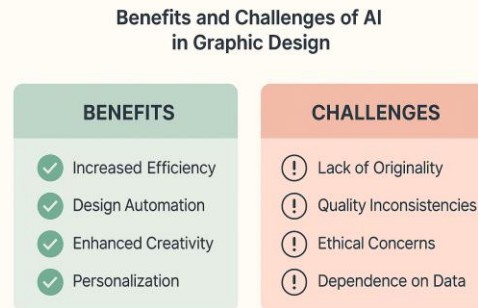 Benefits and Challenges of AI
in Graphic Design
BENEFITS
Increased Efficiency
Design Automation
Enhanced Creativity
Personalization
CHALLENGES
Lack of Originality
Quality Inconsistencies
Ethical Concerns
Dependence on Data